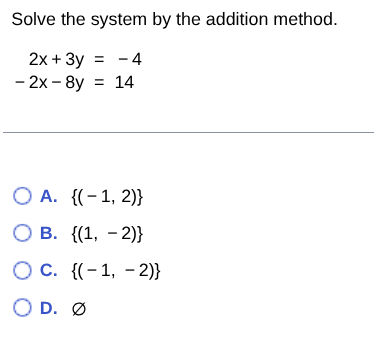 Solve the system by the addition method.
2x + 3y = - 4
- 2x - 8y = 14
A. {( - 1, 2)}
B. {(1, - 2)}
C. {( - 1, - 2)}
D. ∅